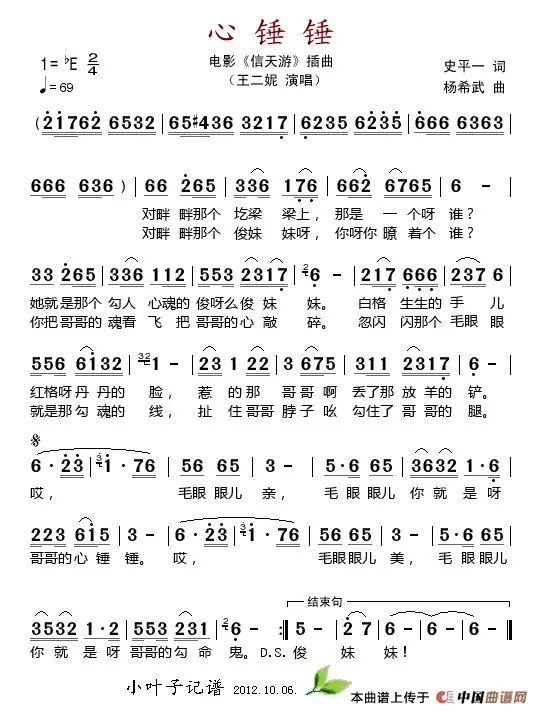 心锤锤
电影《信天游》插曲
(王二妮 演唱)
1= ♭E 2/4
♩=69
史平一 词
杨希武 曲
( 21762 6532 | 65#436 3217 | 6235 6235 | 666 6363 |
666 636 ) | 66 265 | 336 176 | 662 6765 | 6 - |
对畔 畔那个 圪梁 梁上, 那是 一个呀 谁?
对畔 畔那个 俊妹 妹呀, 你呀你 瞭 着个 谁?
33 265 | 336 112 | 553 2317 | 6 - | 217 666 | 237 6 |
她就是那个 勾人 心魂的 俊呀么俊 妹 妹。 白格 生生的 手 儿
你把哥哥的 魂看 飞 把哥哥的 心 敲 碎。 忽闪 闪那个 毛眼 眼
556 6132 | 1 - | 23 1 22 | 3 675 | 311 2317 | 6 - |
红格呀 丹 丹的 脸, 惹 的 那 哥 哥 啊 丢了那 放 羊的 铲。
就是那 勾 魂的 线, 扯 住 哥哥 脖子 吆 勾住了 哥 哥的 腿。
6·23 | 1·76 | 56 65 | 3 - | 5·6 65 | 3632 1·6 |
哎, 毛眼 眼儿 亲, 毛 眼 眼儿 你 就 是 呀
223 615 | 3 - | 6·23 | 1·76 | 56 65 | 3 - | 5·6 65 |
哥哥的 心 锤 锤。 哎, 毛眼 眼儿 美, 毛 眼 眼儿
结束句
3532 1·2 | 553 231 | 6 - :‖ 5 - | 2 7 | 6 - | 6 - ‖
你 就 是 呀 哥哥的 勾 命 鬼。D.S. 俊 妹 妹!
小叶子记谱 2012.10.06.
本曲谱上传于 中国曲谱网